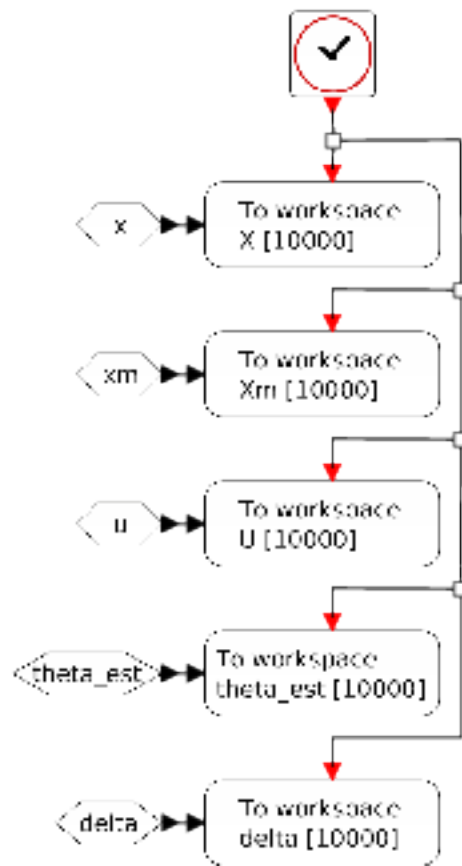 x
To workspace
X [10000]
xm
To workspace
Xm [10000]
u
To workspace
U [10000]
theta_est
To workspace
theta_est [10000]
delta
To workspace
delta [10000]